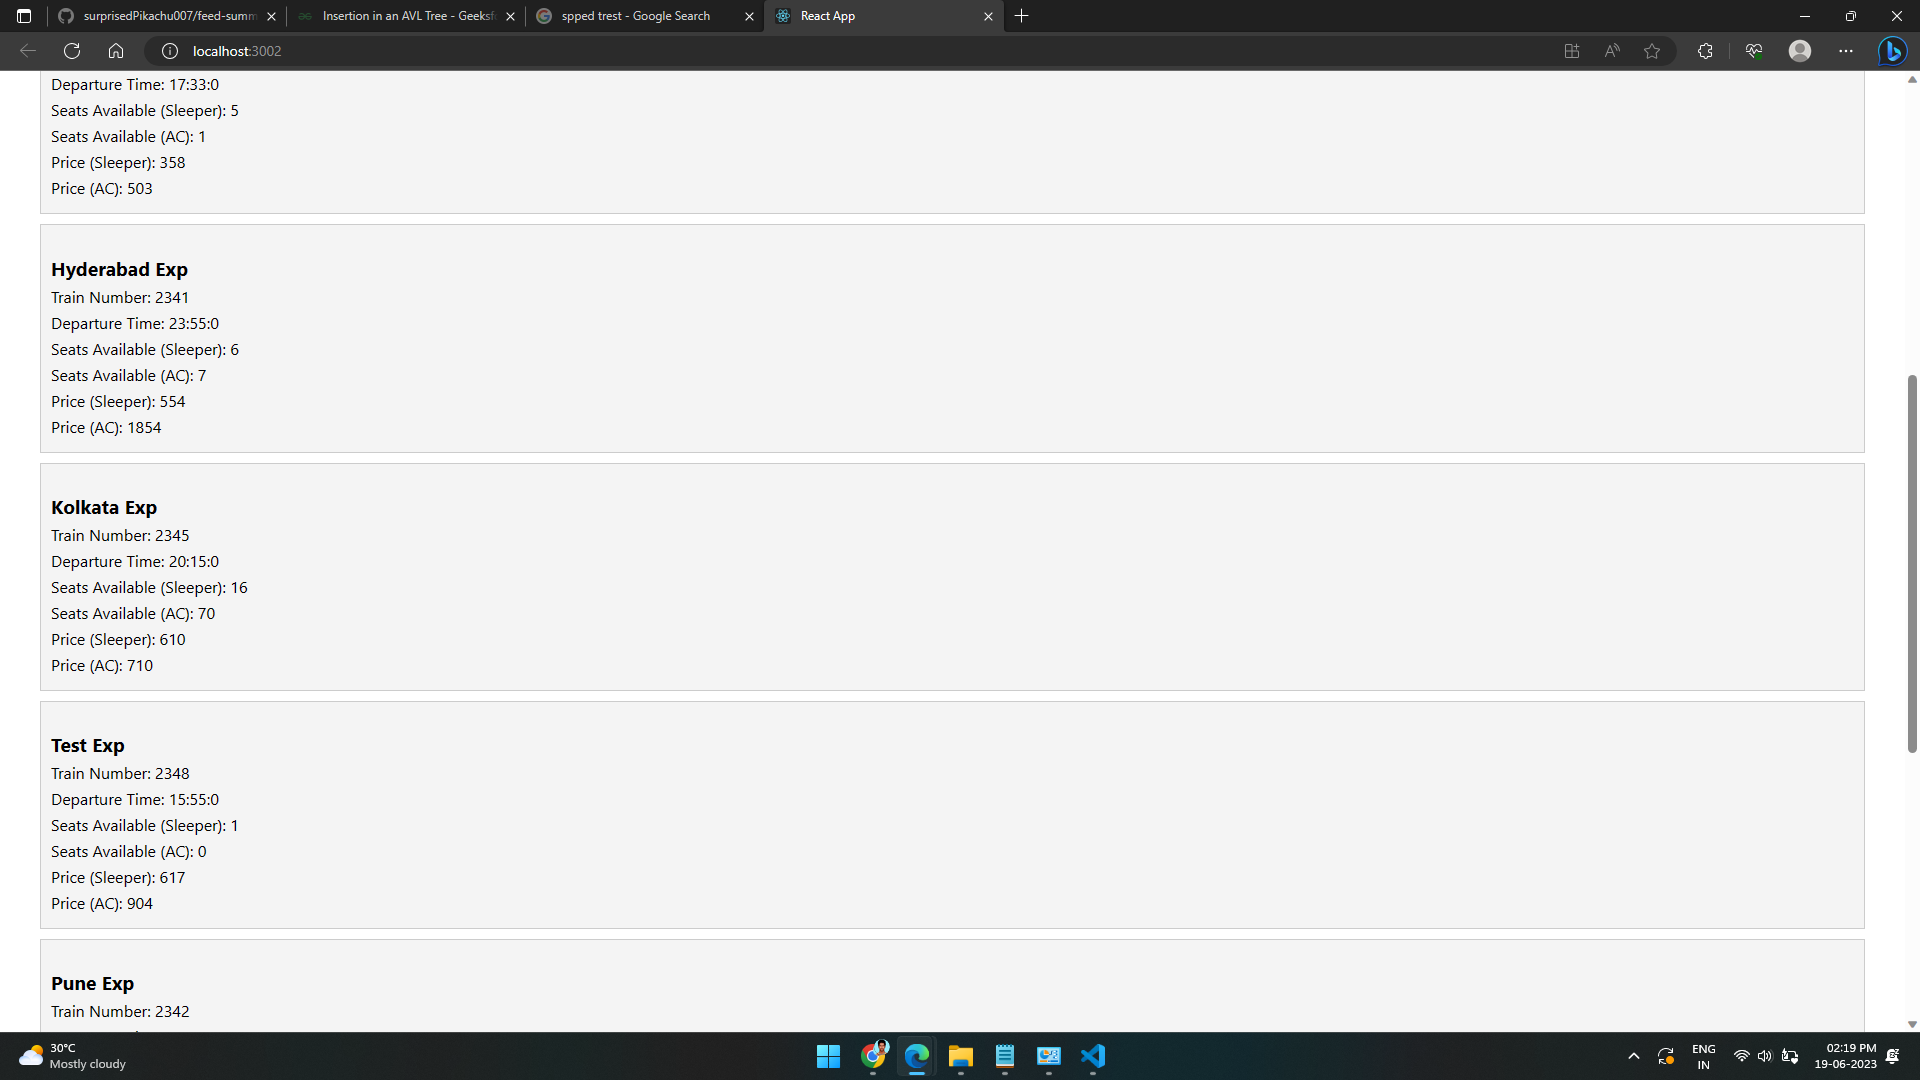 surprisedPikachu007/feed-summ
Insertion in an AVL Tree - Geeksf
spped trest - Google Search
React App
localhost:3002
Departure Time: 17:33:0
Seats Available (Sleeper): 5
Seats Available (AC): 1
Price (Sleeper): 358
Price (AC): 503
Hyderabad Exp
Train Number: 2341
Departure Time: 23:55:0
Seats Available (Sleeper): 6
Seats Available (AC): 7
Price (Sleeper): 554
Price (AC): 1854
Kolkata Exp
Train Number: 2345
Departure Time: 20:15:0
Seats Available (Sleeper): 16
Seats Available (AC): 70
Price (Sleeper): 610
Price (AC): 710
Test Exp
Train Number: 2348
Departure Time: 15:55:0
Seats Available (Sleeper): 1
Seats Available (AC): 0
Price (Sleeper): 617
Price (AC): 904
Pune Exp
Train Number: 2342
30°C
Mostly cloudy
ENG
IN
02:19 PM
19-06-2023